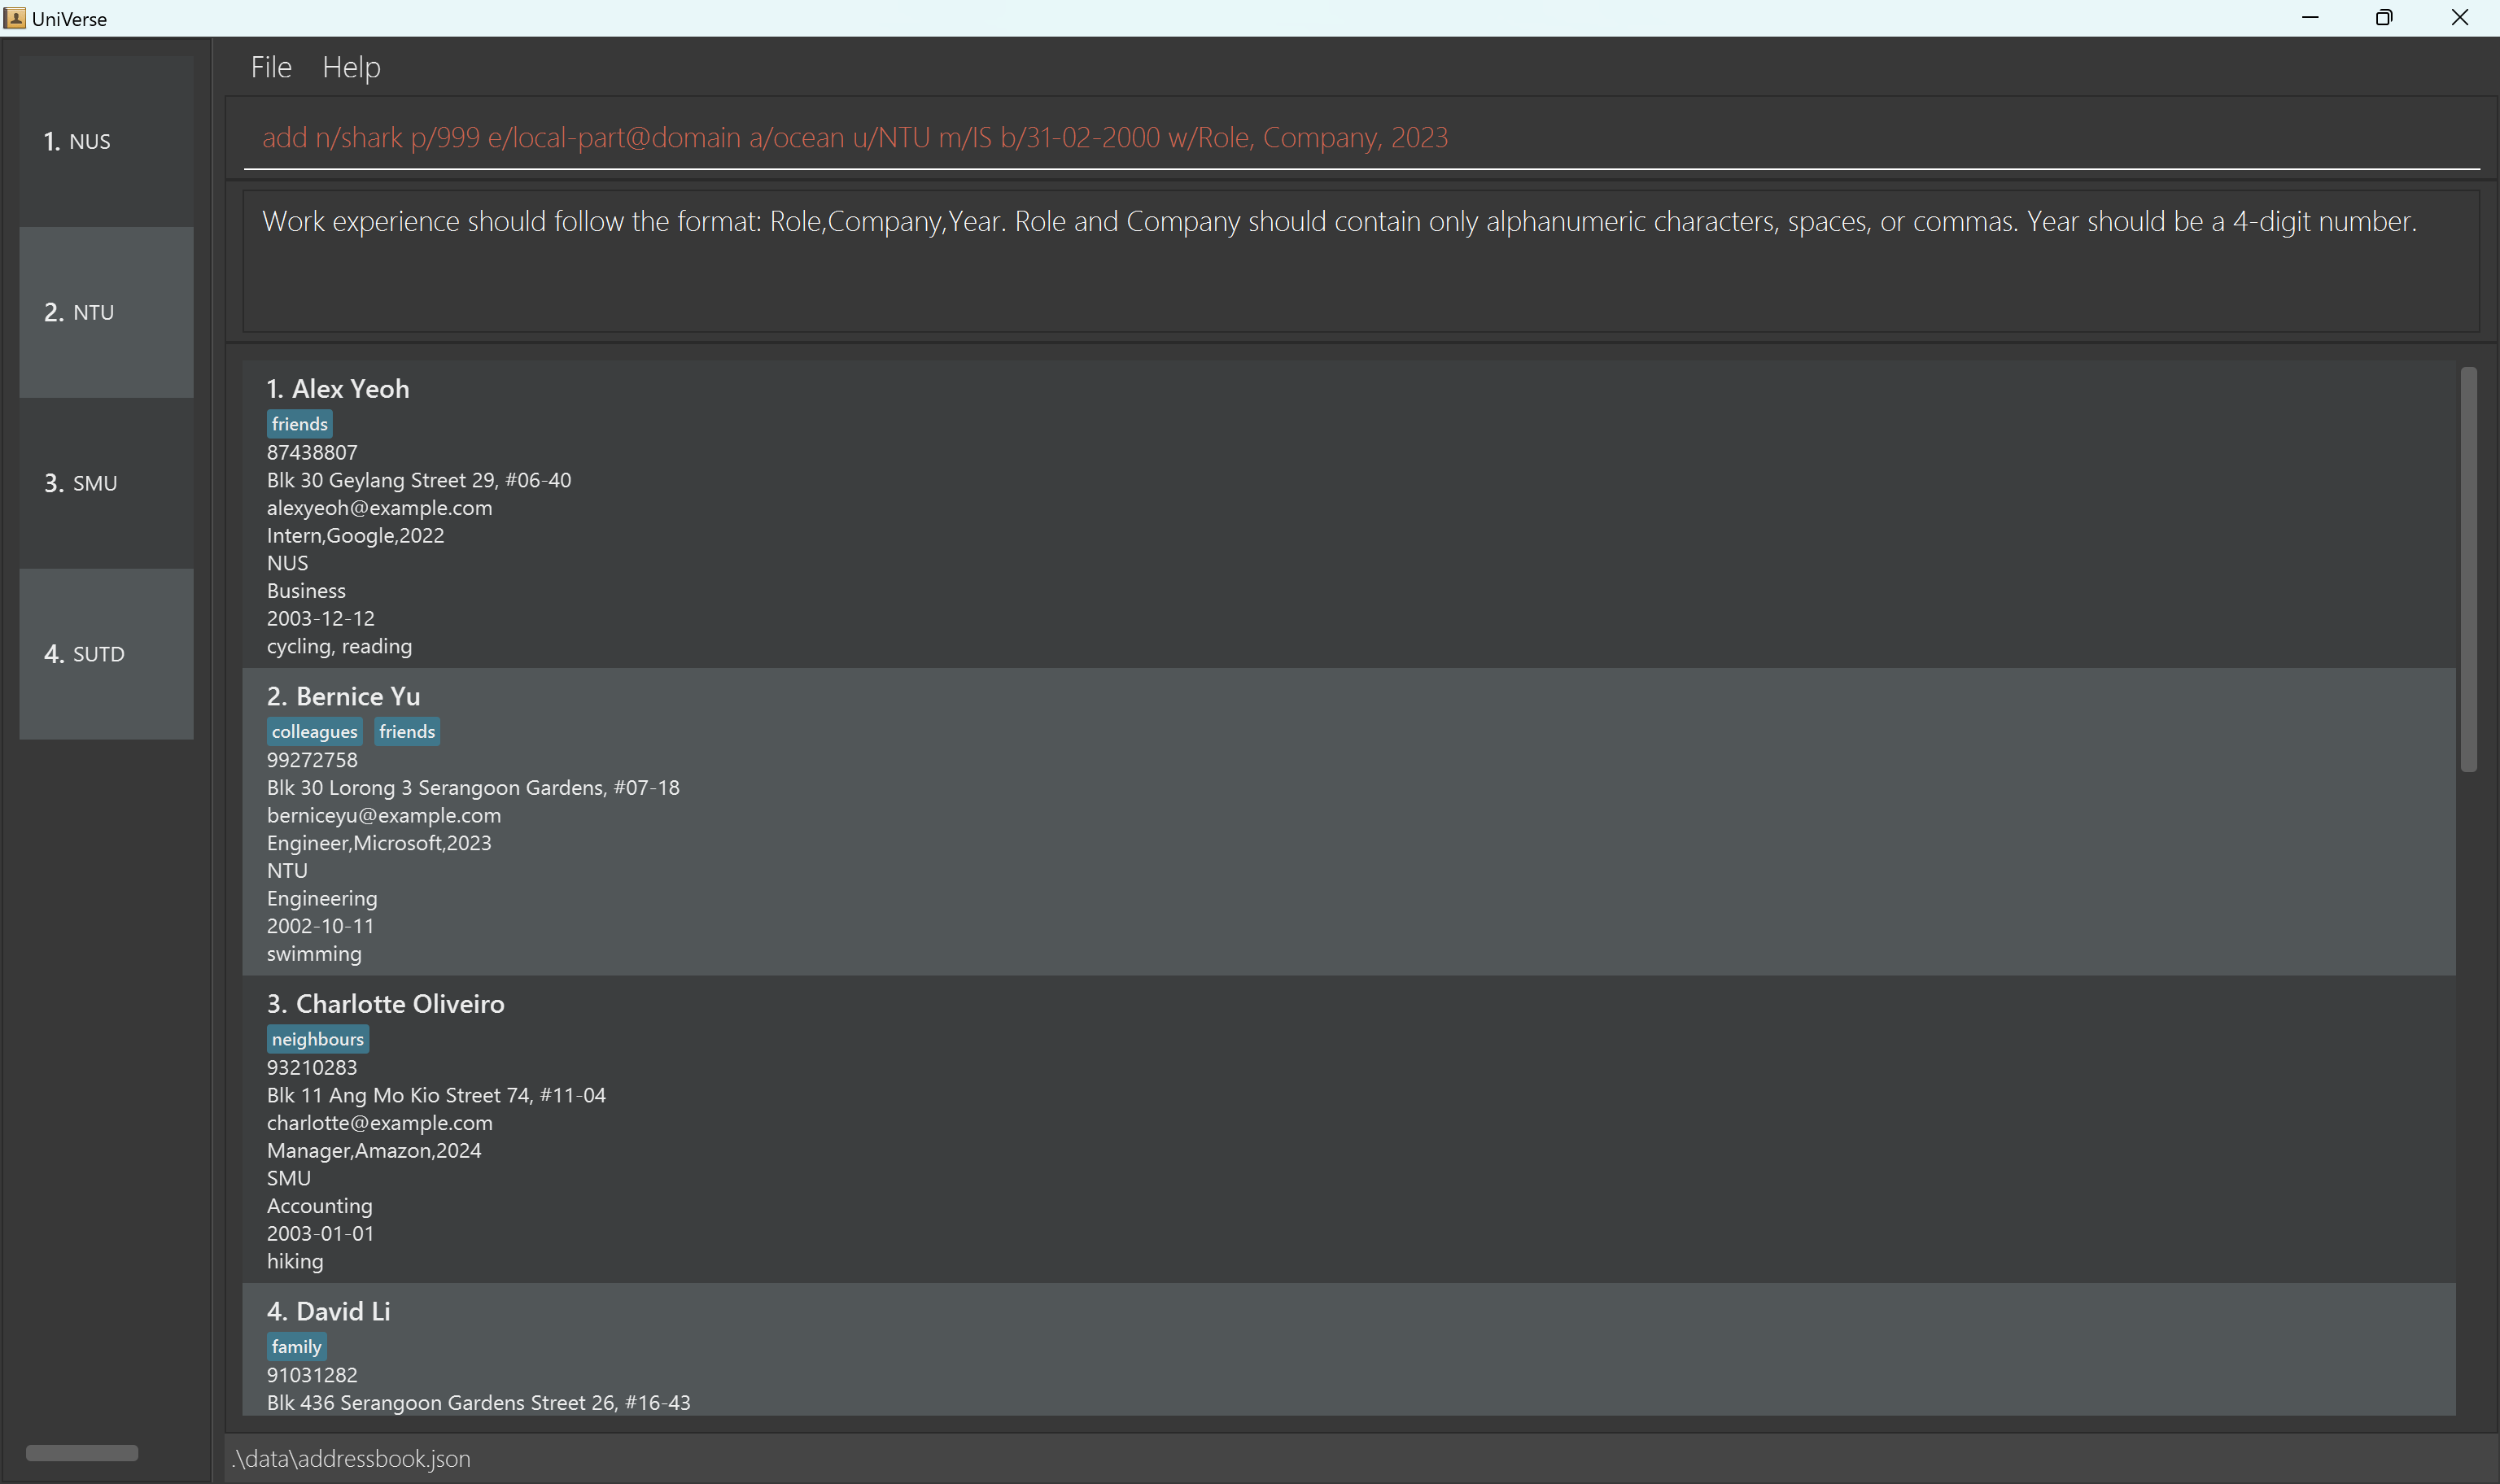 UniVerse
File Help
1. NUS
2. NTU
3. SMU
4. SUTD
add n/shark p/999 e/local-part@domain a/ocean u/NTU m/IS b/31-02-2000 w/Role, Company, 2023
Work experience should follow the format: Role,Company,Year. Role and Company should contain only alphanumeric characters, spaces, or commas. Year should be a 4-digit number.
1. Alex Yeoh
friends
87438807
Blk 30 Geylang Street 29, #06-40
alexyeoh@example.com
Intern,Google,2022
NUS
Business
2003-12-12
cycling, reading
2. Bernice Yu
colleagues friends
99272758
Blk 30 Lorong 3 Serangoon Gardens, #07-18
berniceyu@example.com
Engineer,Microsoft,2023
NTU
Engineering
2002-10-11
swimming
3. Charlotte Oliveiro
neighbours
93210283
Blk 11 Ang Mo Kio Street 74, #11-04
charlotte@example.com
Manager,Amazon,2024
SMU
Accounting
2003-01-01
hiking
4. David Li
family
91031282
Blk 436 Serangoon Gardens Street 26, #16-43
.\data\addressbook.json